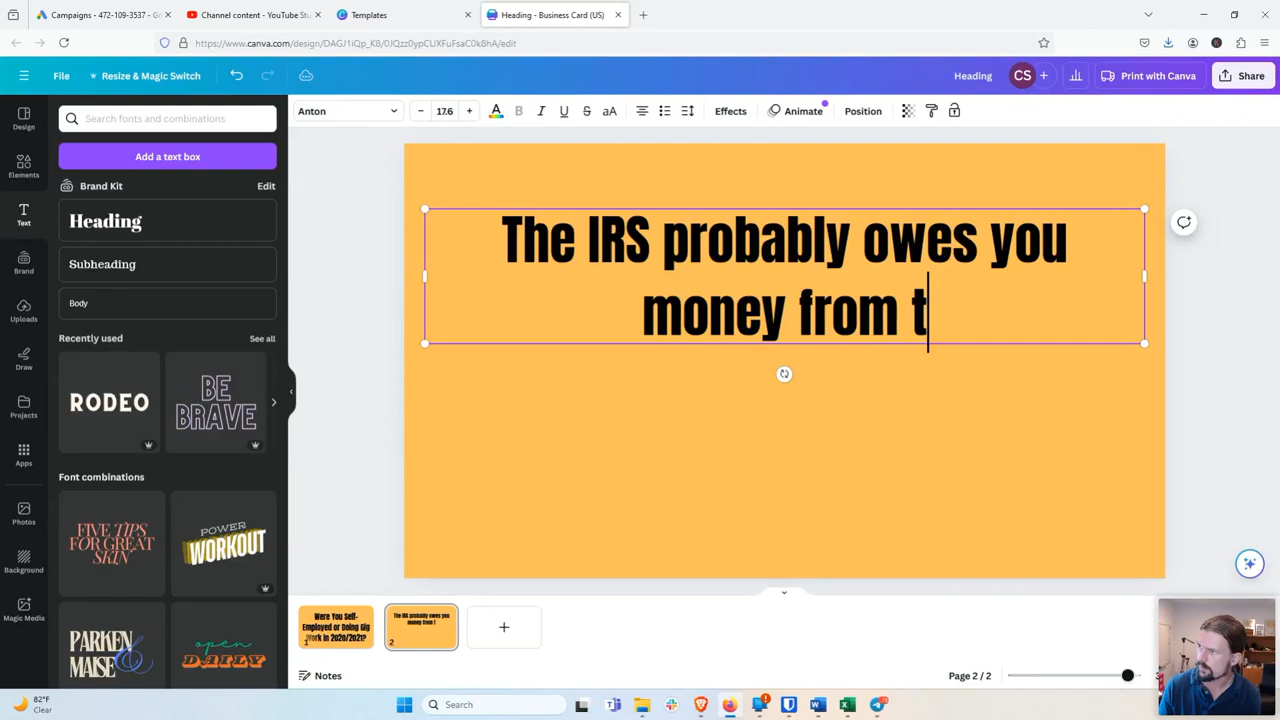 Campaigns - 472-109-3537 - Go
Channel content - YouTube Stu
Templates
Heading - Business Card (US)
https://www.canva.com/design/DAGJ1iQp_K8/0JQzz0ypCUXFuFsaC0k8hA/edit
File
Resize & Magic Switch
Heading
CS
Print with Canva
Share
Design
Elements
Text
Brand
Uploads
Draw
Projects
Apps
Photos
Background
Magic Media
Search fonts and combinations
Add a text box
Brand Kit
Edit
Heading
Subheading
Body
Recently used
See all
RODEO
BE
BRAVE
Font combinations
FIVE TIPS
FOR GREAT
SKIN
POWER
WORKOUT
PARKEN
& MAISE
open
DAILY
Anton
17.6
A
B
I
U
S
aA
Effects
Animate
Position
The IRS probably owes you
money from t
Were You Self-
Employed or Doing Gig
Work in 2020/2021?
1
The IRS probably owes you
money from t
2
Notes
Page 2 / 2
82°F
Clear
Search